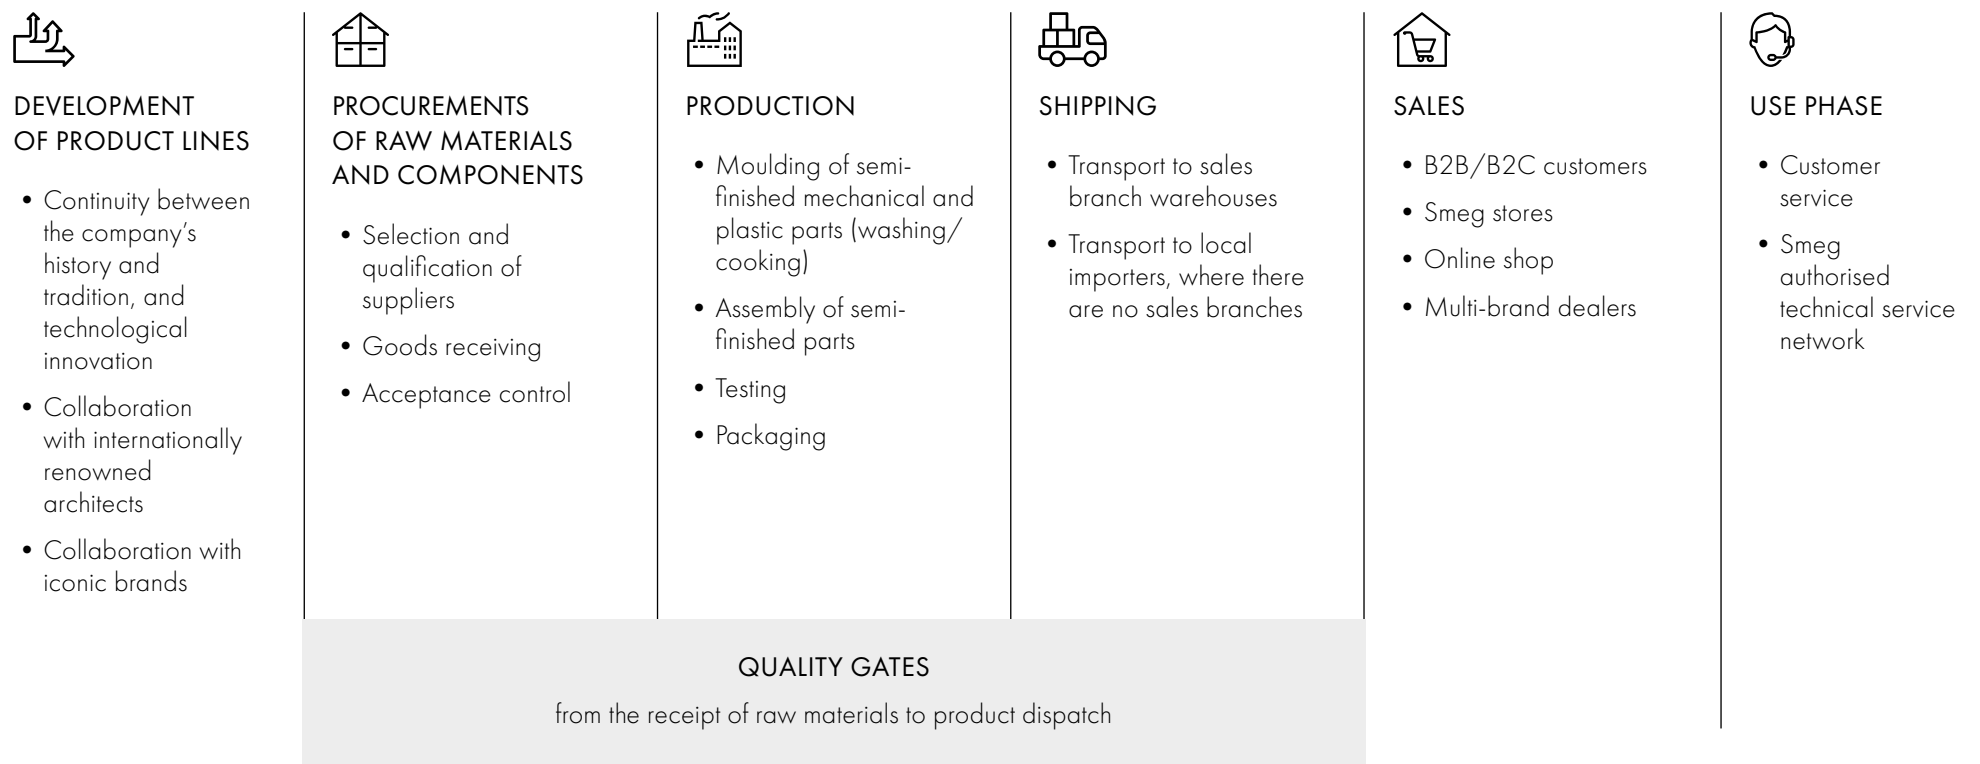 DEVELOPMENT
OF PRODUCT LINES
• Continuity between
the company’s
history and
tradition, and
technological
innovation
• Collaboration
with internationally
renowned
architects
• Collaboration with
iconic brands
PROCUREMENTS
OF RAW MATERIALS
AND COMPONENTS
• Selection and
qualification of
suppliers
• Goods receiving
• Acceptance control
PRODUCTION
• Moulding of semi-
finished mechanical and
plastic parts (washing/
cooking)
• Assembly of semi-
finished parts
• Testing
• Packaging
SHIPPING
• Transport to sales
branch warehouses
• Transport to local
importers, where there
are no sales branches
SALES
• B2B/B2C customers
• Smeg stores
• Online shop
• Multi-brand dealers
USE PHASE
• Customer
service
• Smeg
authorised
technical service
network
QUALITY GATES
from the receipt of raw materials to product dispatch